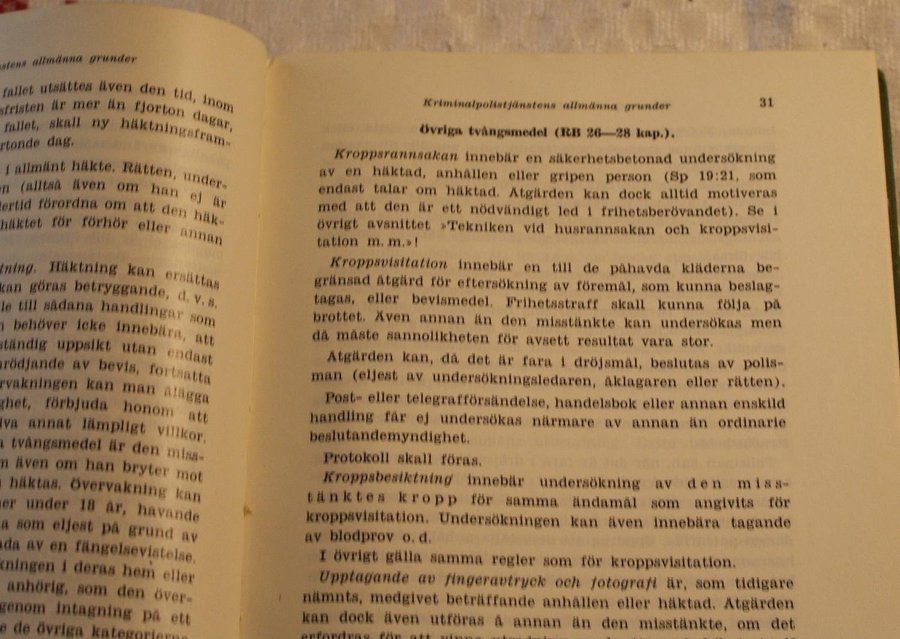 stens allmänna grunder
fallet utsättes även den tid, inom
sfristen är mer än fjorton dagar,
fallet, skall ny häktningsfram-
rtonde dag.
i allmänt häkte. Rätten, under-
en (alltså även om han ej är
dertid förordna om att den häk-
häktet för förhör eller annan
tning. Häktning kan ersättas
kan göras betryggande, d. v. s.
le till sådana handlingar som
n behöver icke innebära, att
ständig uppsikt utan endast
nrödjande av bevis, fortsatta
rvakningen kan man ålägga
ghet, förbjuda honom att
iva annat lämpligt villkor.
a tvångsmedel är den miss-
m även om han bryter mot
häktas. Övervakning kan
er under 18 år, havande
a som eljest på grund av
ada av en fängelsevistelse.
kningen i deras hem eller
anhörig, som den över-
genom intagning på ett
e de övriga kategorierna
Kriminalpolistjänstens allmänna grunder 31
Övriga tvångsmedel (RB 26—28 kap.).
Kroppsrannsakan innebär en säkerhetsbetonad undersökning
av en häktad, anhållen eller gripen person (Sp 19:21, som
endast talar om häktad. Åtgärden kan dock alltid motiveras
med att den är ett nödvändigt led i frihetsberövandet). Se i
övrigt avsnittet »Tekniken vid husrannsakan och kroppsvisi-
tation m. m.»!
Kroppsvisitation innebär en till de påhavda kläderna be-
gränsad åtgärd för eftersökning av föremål, som kunna beslag-
tagas, eller bevismedel. Frihetsstraff skall kunna följa på
brottet. Även annan än den misstänkte kan undersökas men
då måste sannolikheten för avsett resultat vara stor.
Åtgärden kan, då det är fara i dröjsmål, beslutas av polis-
man (eljest av undersökningsledaren, åklagaren eller rätten).
Post- eller telegrafförsändelse, handelsbok eller annan enskild
handling får ej undersökas närmare av annan än ordinarie
beslutandemyndighet.
Protokoll skall föras.
Kroppsbesiktning innebär undersökning av den miss-
tänktes kropp för samma ändamål som angivits för
kroppsvisitation. Undersökningen kan även innebära tagande
av blodprov o. d.
I övrigt gälla samma regler som för kroppsvisitation.
Upptagande av fingeravtryck och fotografi är, som tidigare
nämnts, medgivet beträffande anhållen eller häktad. Åtgärden
kan dock även utföras å annan än den misstänkte, om det
erfordras för att vinna